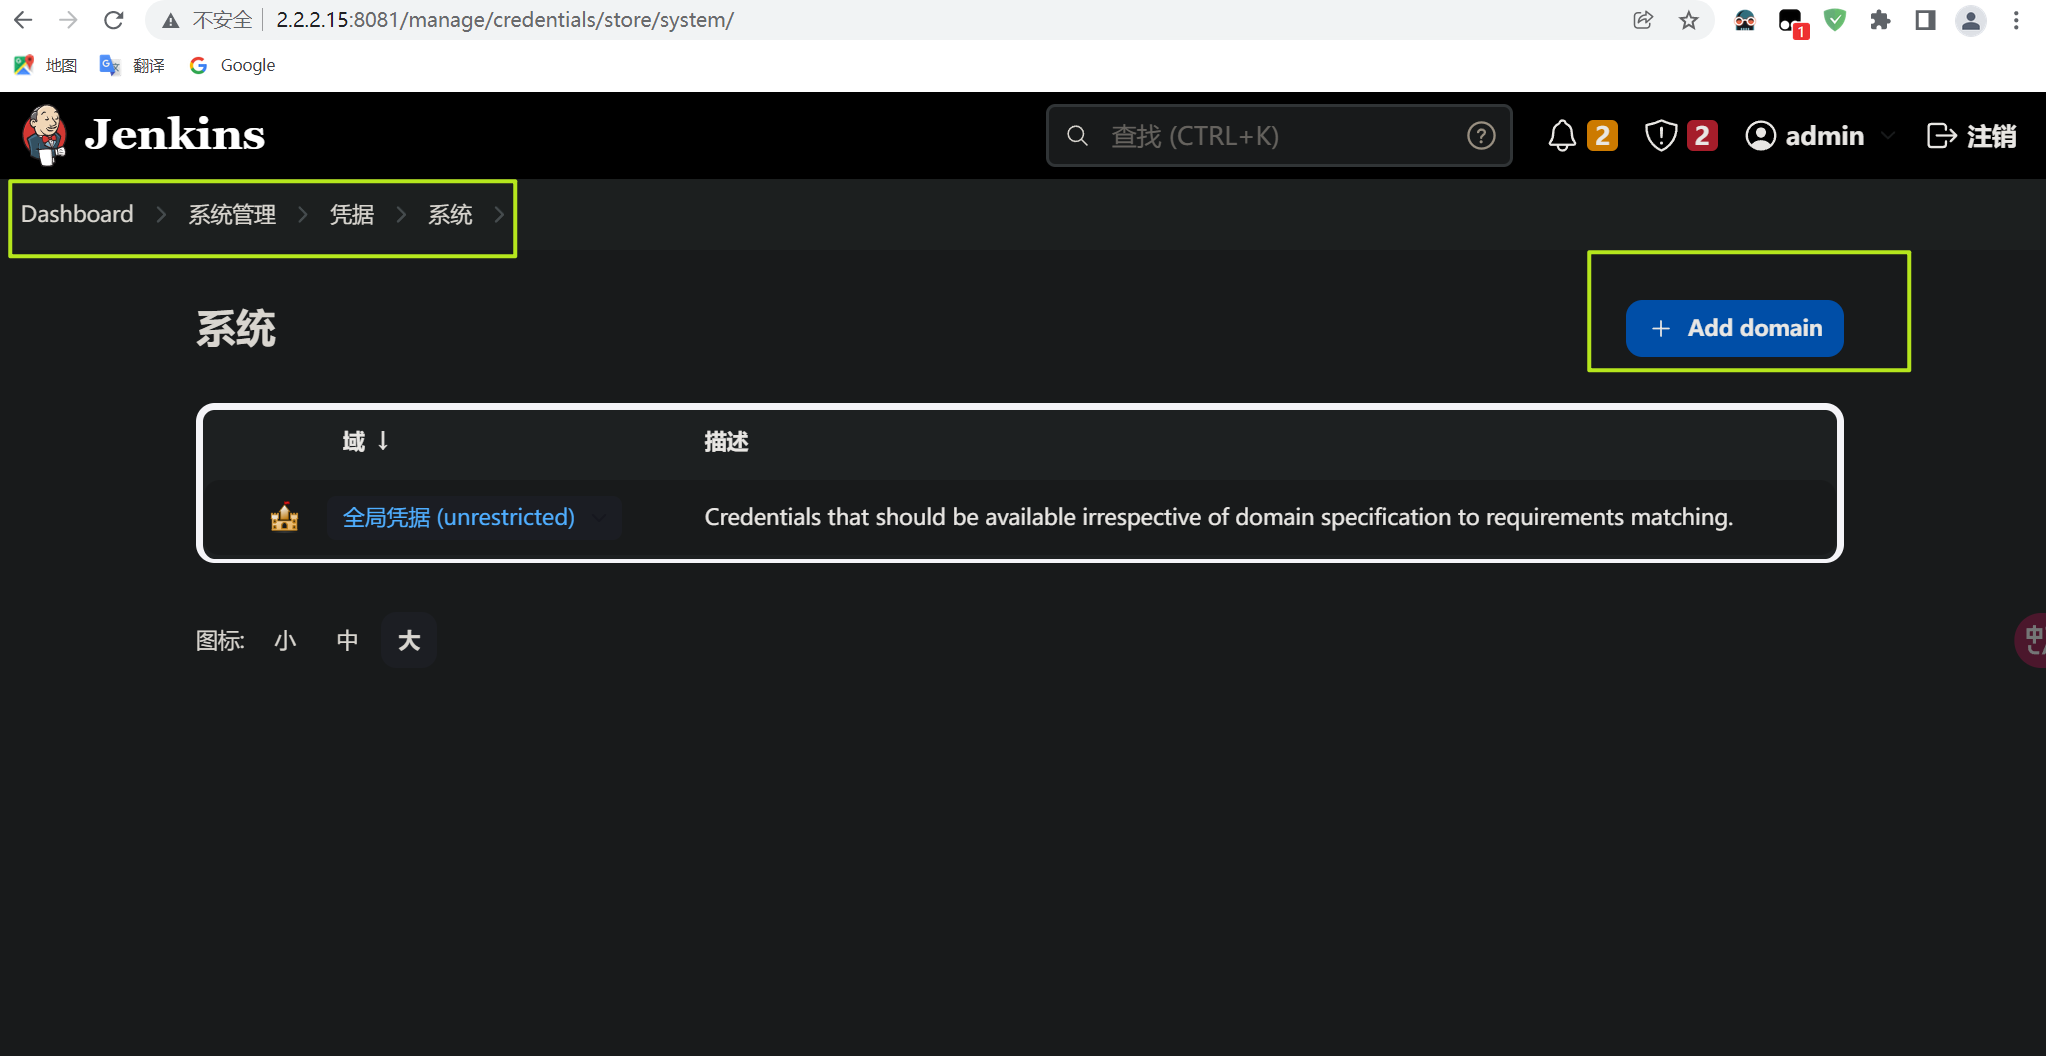 不安全 2.2.2.15:8081/manage/credentials/store/system/ 1
地图 翻译 Google
Jenkins 查找 (CTRL+K) 2 2 admin 注销
Dashboard 系统管理 凭据 系统
系统 + Add domain
域 ↓ 描述
全局凭据 (unrestricted) Credentials that should be available irrespective of domain specification to requirements matching.
图标: 小 中 大
中